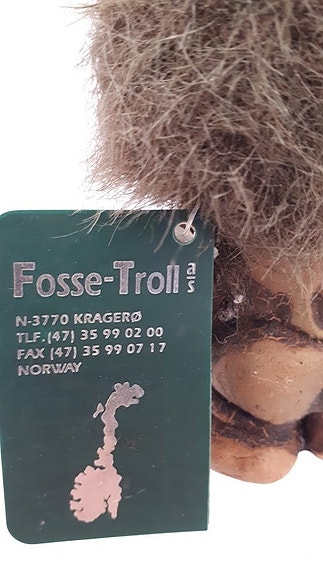 Fosse-Troll a/s
N-3770 KRAGERØ
TLF. (47) 35 99 02 00
FAX (47) 35 99 07 17
NORWAY